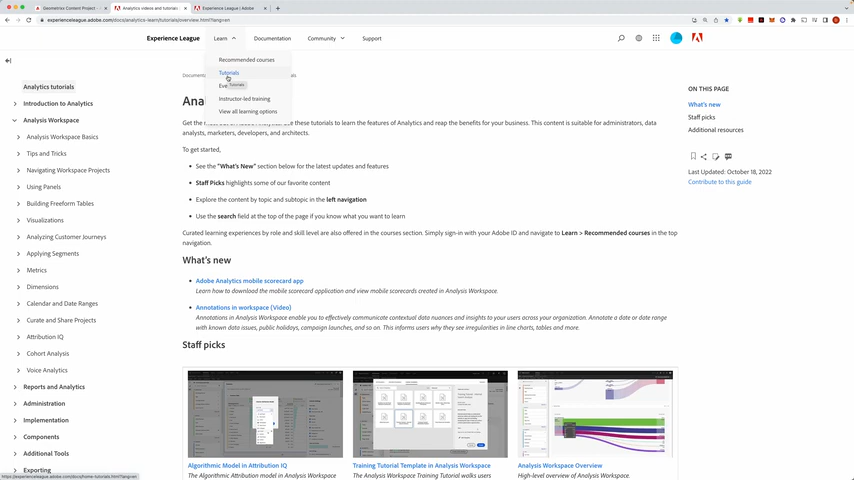 Geometrixx Content Project -
Analytics videos and tutorials
Experience League | Adobe
experienceleague.adobe.com/docs/analytics-learn/tutorials/overview.html?lang=en
Experience League
Learn
Documentation
Community
Support
Recommended courses
Tutorials
Eve
Tutorials
Instructor-led training
View all learning options
Analytics tutorials
Introduction to Analytics
Analysis Workspace
Analysis Workspace Basics
Tips and Tricks
Navigating Workspace Projects
Using Panels
Building Freeform Tables
Visualizations
Analyzing Customer Journeys
Applying Segments
Metrics
Dimensions
Calendar and Date Ranges
Curate and Share Projects
Attribution IQ
Cohort Analysis
Voice Analytics
Reports and Analytics
Administration
Implementation
Components
Additional Tools
Exporting
https://experienceleague.adobe.com/docs/home-tutorials.html?lang=en
Get the these tutorials to learn the features of Analytics and reap the benefits for your business. This content is suitable for administrators, data
analysts, marketers, developers, and architects.
To get started,
See the "What's New" section below for the latest updates and features
Staff Picks highlights some of our favorite content
Explore the content by topic and subtopic in the left navigation
Use the search field at the top of the page if you know what you want to learn
Curated learning experiences by role and skill level are also offered in the courses section. Simply sign-in with your Adobe ID and navigate to Learn > Recommended courses in the top
navigation.
What's new
Adobe Analytics mobile scorecard app
Learn how to download the mobile scorecard application and view mobile scorecards created in Analysis Workspace.
Annotations in workspace (Video)
Annotations in Analysis Workspace enable you to effectively communicate contextual data nuances and insights to your users across your organization. Annotate a date or date range
with known data issues, public holidays, campaign launches, and so on. This informs users why they see irregularities in line charts, tables and more.
Staff picks
Algorithmic Model in Attribution IQ
The Algorithmic Attribution model in Analysis Workspace
Training Tutorial Template in Analysis Workspace
The Analysis Workspace Training Tutorial walks users
Analysis Workspace Overview
High-level overview of Analysis Workspace.
ON THIS PAGE
What's new
Staff picks
Additional resources
Last Updated: October 18, 2022
Contribute to this guide